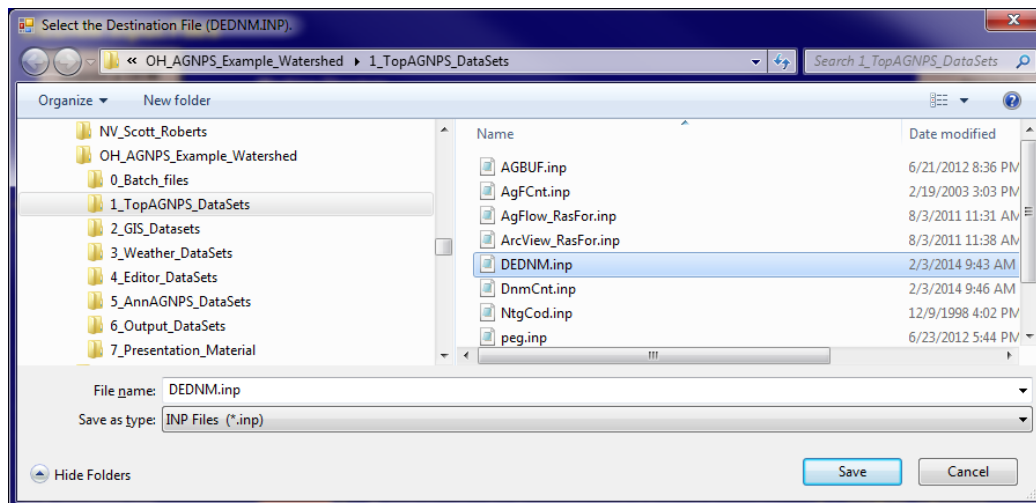 Select the Destination File (DEDNM.INP).
« OH_AGNPS_Example_Watershed 1_TopAGNPS_DataSets
Search 1_TopAGNPS_DataSets
Organize New folder
NV_Scott_Roberts
OH_AGNPS_Example_Watershed
0_Batch_files
1_TopAGNPS_DataSets
2_GIS_Datasets
3_Weather_DataSets
4_Editor_DataSets
5_AnnAGNPS_DataSets
6_Output_DataSets
7_Presentation_Material
Name Date modified
AGBUF.inp 6/21/2012 8:36 PM
AgFCnt.inp 2/19/2003 3:03 PM
AgFlow_RasFor.inp 8/3/2011 11:31 AM
ArcView_RasFor.inp 8/3/2011 11:38 AM
DEDNM.inp 2/3/2014 9:43 AM
DnmCnt.inp 2/3/2014 9:46 AM
NtgCod.inp 12/9/1998 4:02 PM
peg.inp 6/23/2012 5:44 PM
File name: DEDNM.inp
Save as type: INP Files (*.inp)
Hide Folders Save Cancel